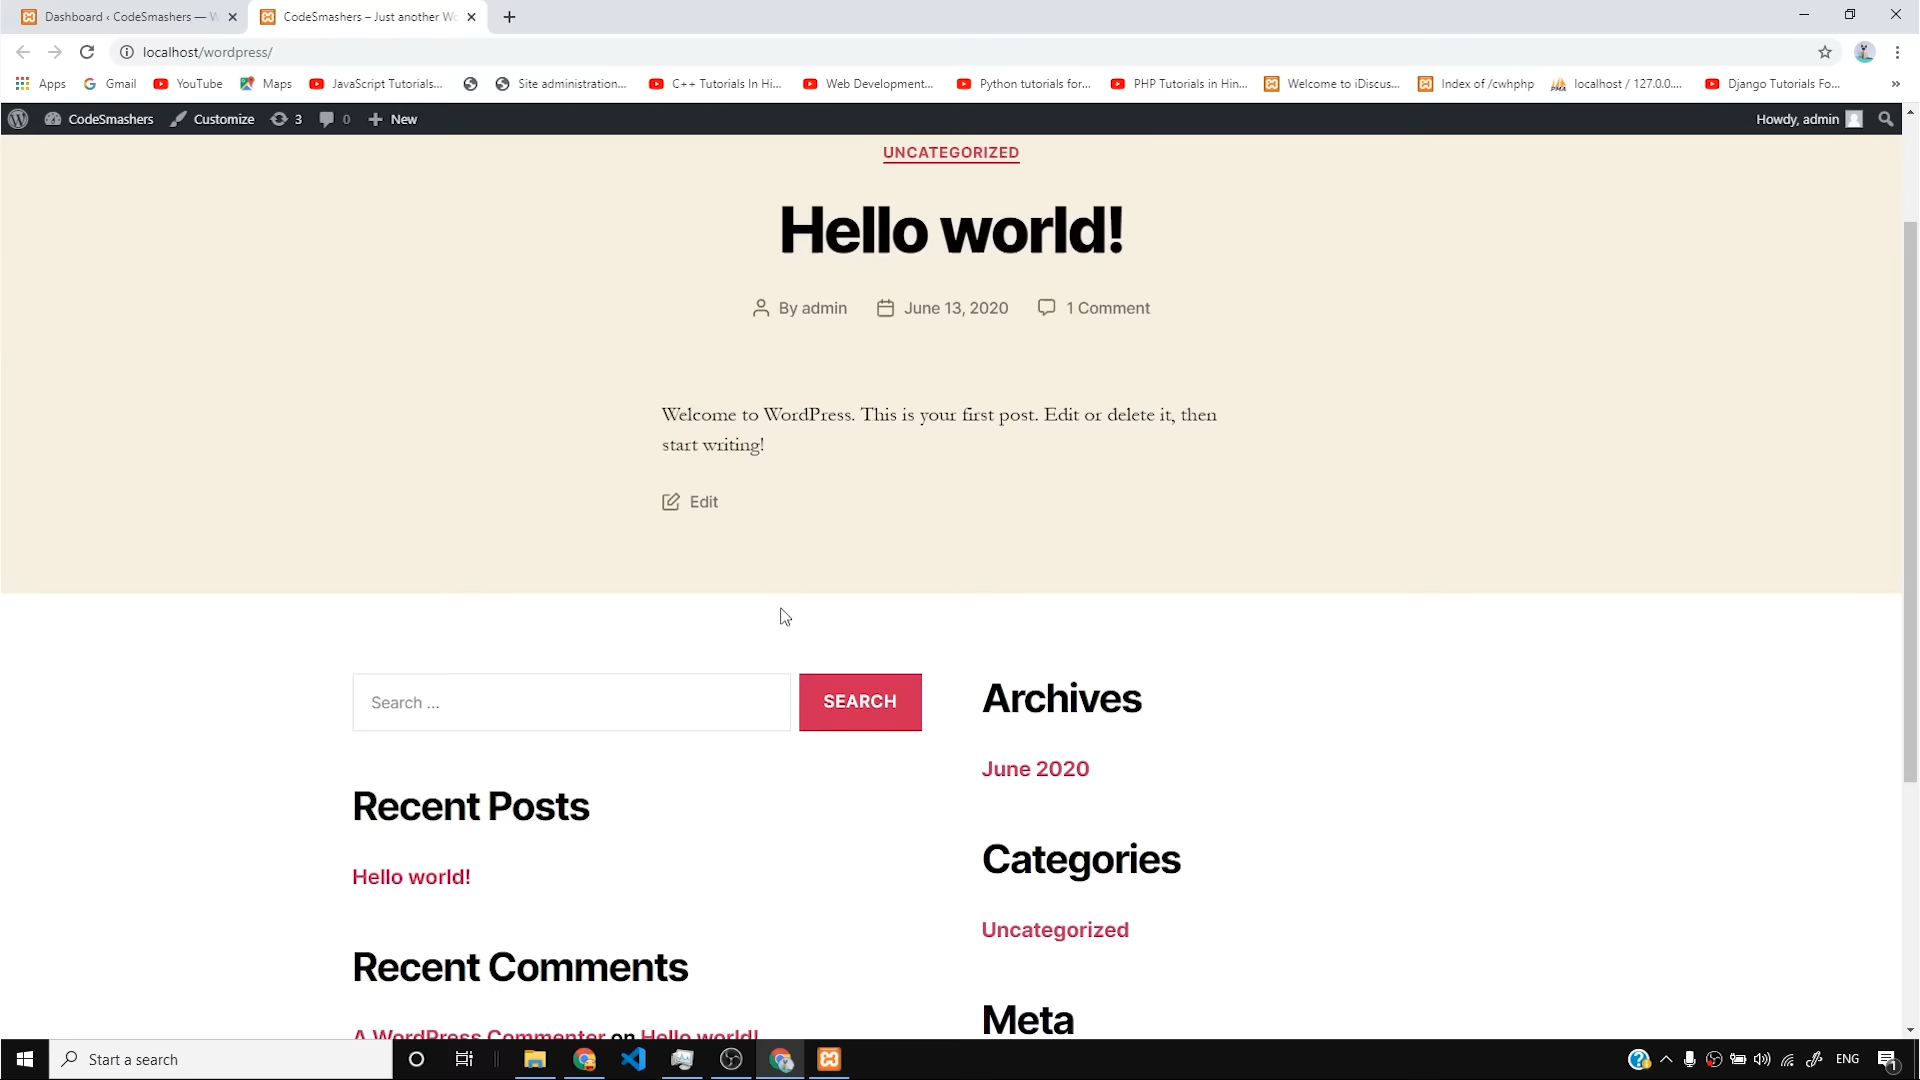 Dashboard ‹ CodeSmashers — W
CodeSmashers – Just another Wo
localhost/wordpress/
Apps
Gmail
YouTube
Maps
JavaScript Tutorials...
Site administration...
C++ Tutorials In Hi...
Web Development...
Python tutorials for...
PHP Tutorials in Hin...
Welcome to iDiscus...
Index of /cwhphp
localhost / 127.0.0....
Django Tutorials Fo...
»
CodeSmashers
Customize
3
0
New
Howdy, admin
UNCATEGORIZED
Hello world!
By admin
June 13, 2020
1 Comment
Welcome to WordPress. This is your first post. Edit or delete it, then
start writing!
Edit
Search ...
SEARCH
Archives
June 2020
Recent Posts
Categories
Hello world!
Uncategorized
Recent Comments
Meta
A WordPress Commenter on Hello world!
Start a search
ENG
1